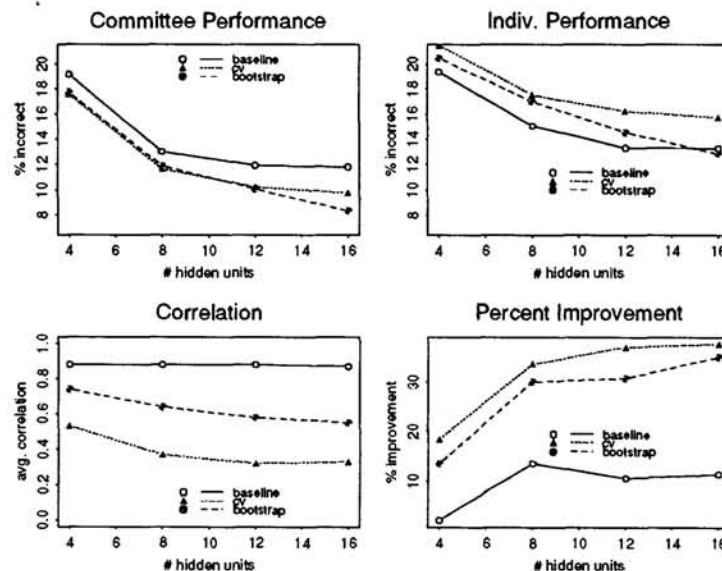 Committee Performance
% incorrect
20
18
16
14
12
10
8
baseline
cv
bootstrap
4
6
8
10
12
14
16
# hidden units
Indiv. Performance
% incorrect
20
18
16
14
12
10
8
baseline
cv
bootstrap
4
6
8
10
12
14
16
# hidden units
Correlation
avg. correlation
1.0
0.8
0.6
0.4
0.2
0.0
baseline
cv
bootstrap
4
6
8
10
12
14
16
# hidden units
Percent Improvement
% improvement
30
20
10
baseline
cv
bootstrap
4
6
8
10
12
14
16
# hidden units